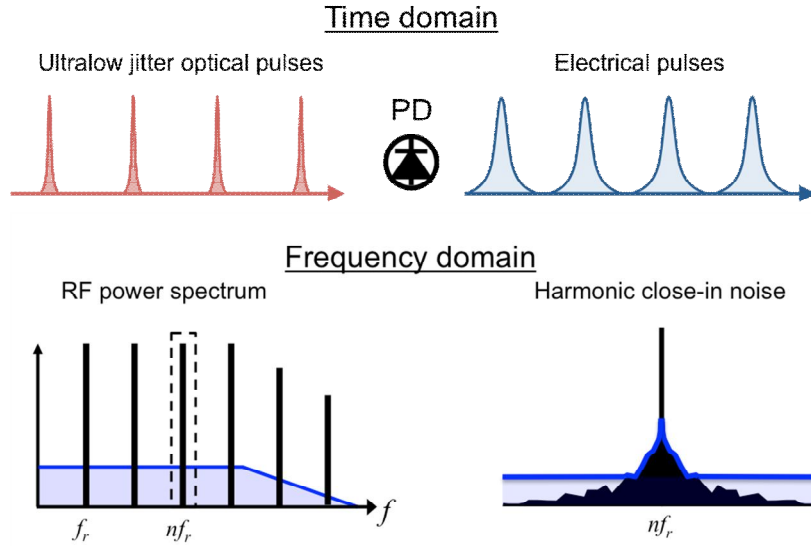 Time domain
Ultralow jitter optical pulses
Electrical pulses
PD
Frequency domain
RF power spectrum
Harmonic close-in noise
f
f_r
nf_r
nf_r